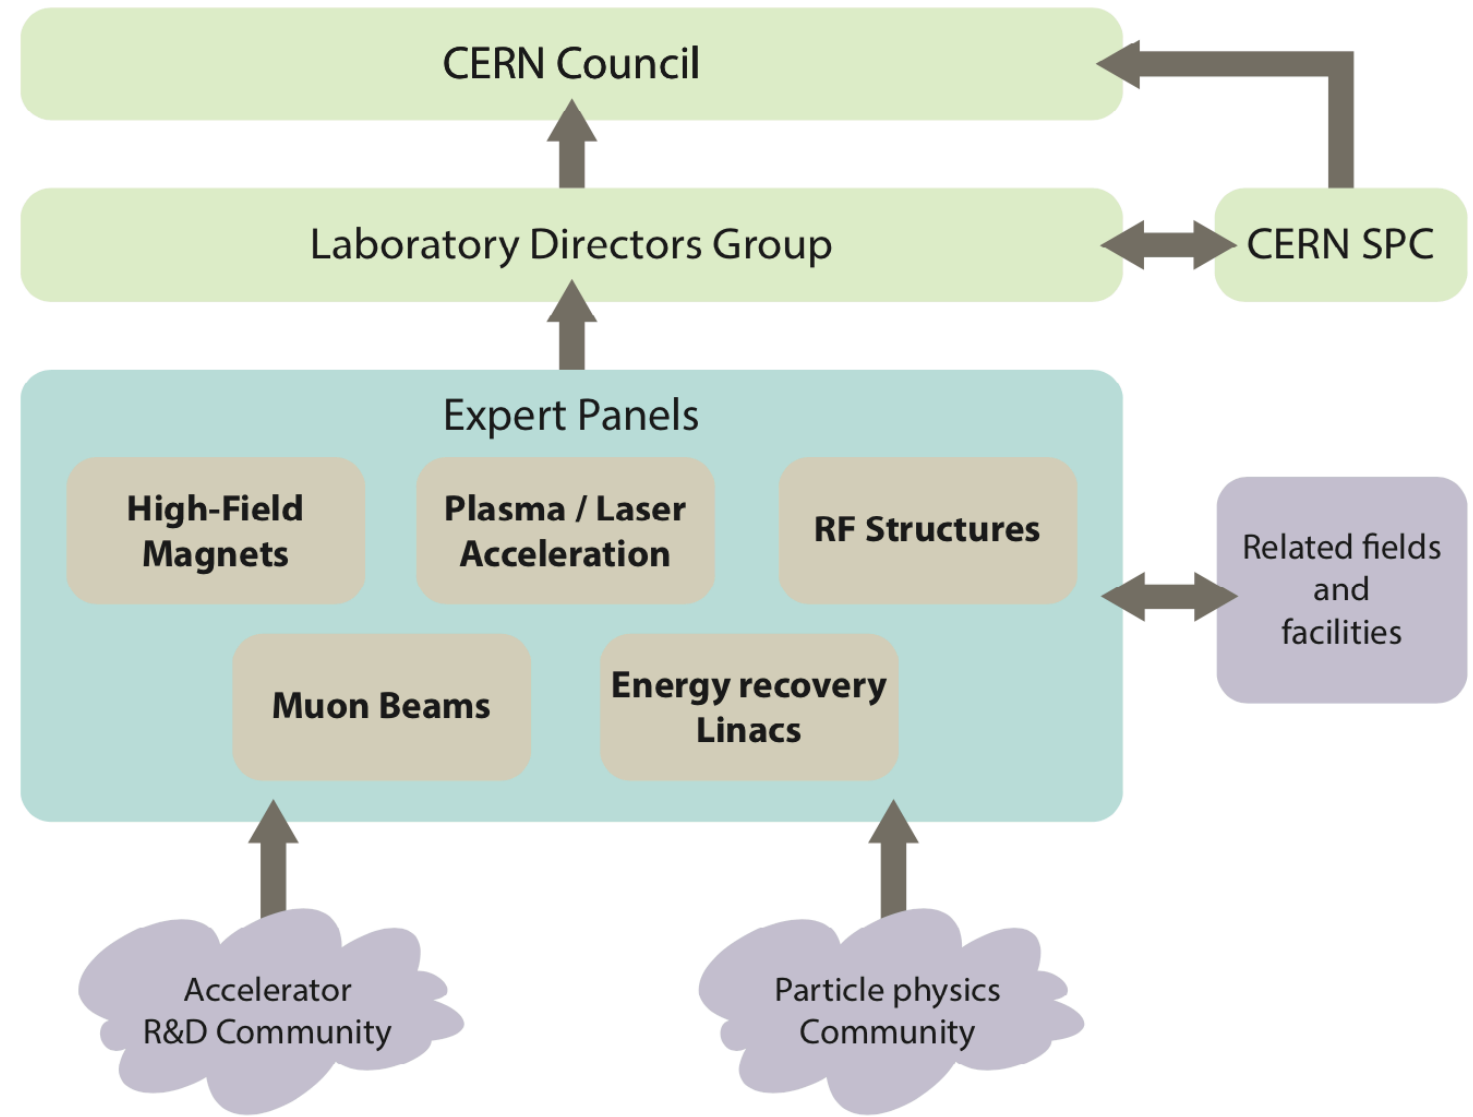 CERN Council
Laboratory Directors Group
CERN SPC
Expert Panels
High-Field
Magnets
Plasma / Laser
Acceleration
RF Structures
Muon Beams
Energy recovery
Linacs
Related fields
and
facilities
Accelerator
R&D Community
Particle physics
Community